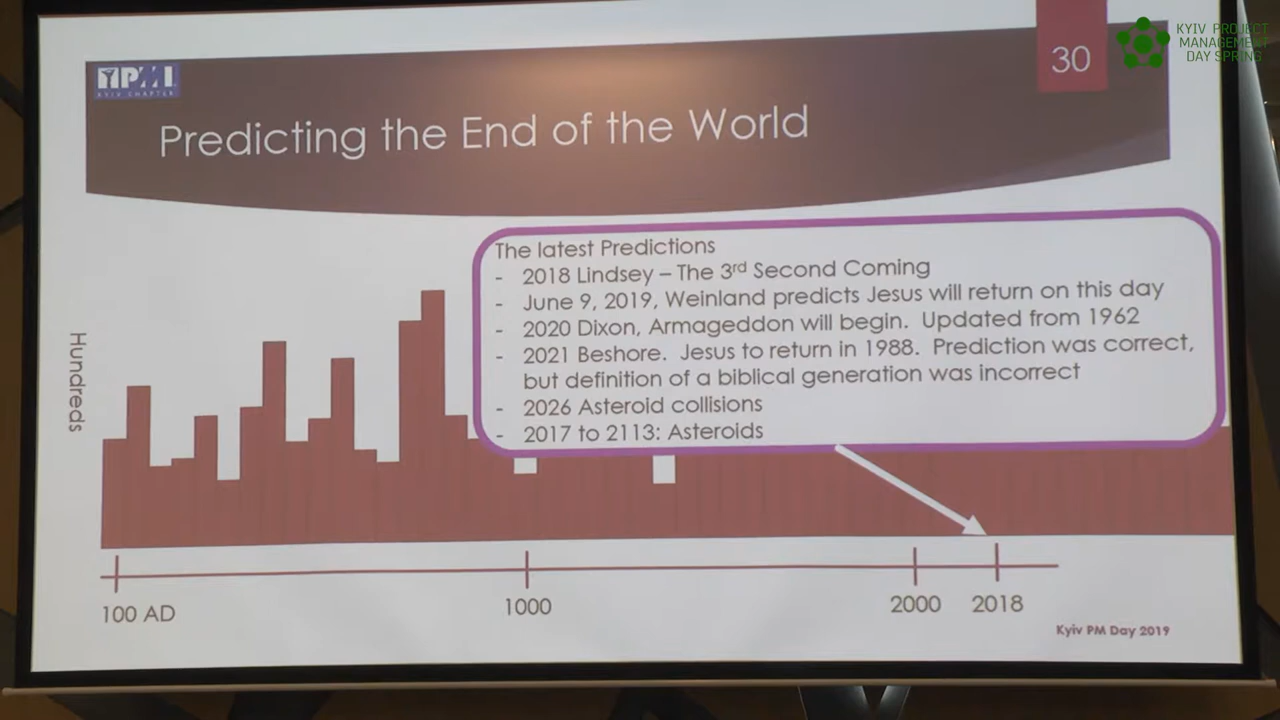 KYIV PROJECT
MANAGEMENT
DAY SPRING
30
PMI
KYIV CHAPTER
Predicting the End of the World
The latest Predictions
- 2018 Lindsey – The 3rd Second Coming
- June 9, 2019, Weinland predicts Jesus will return on this day
- 2020 Dixon, Armageddon will begin. Updated from 1962
- 2021 Beshore. Jesus to return in 1988. Prediction was correct,
but definition of a biblical generation was incorrect
- 2026 Asteroid collisions
- 2017 to 2113: Asteroids
Hundreds
100 AD
1000
2000
2018
Kyiv PM Day 2019